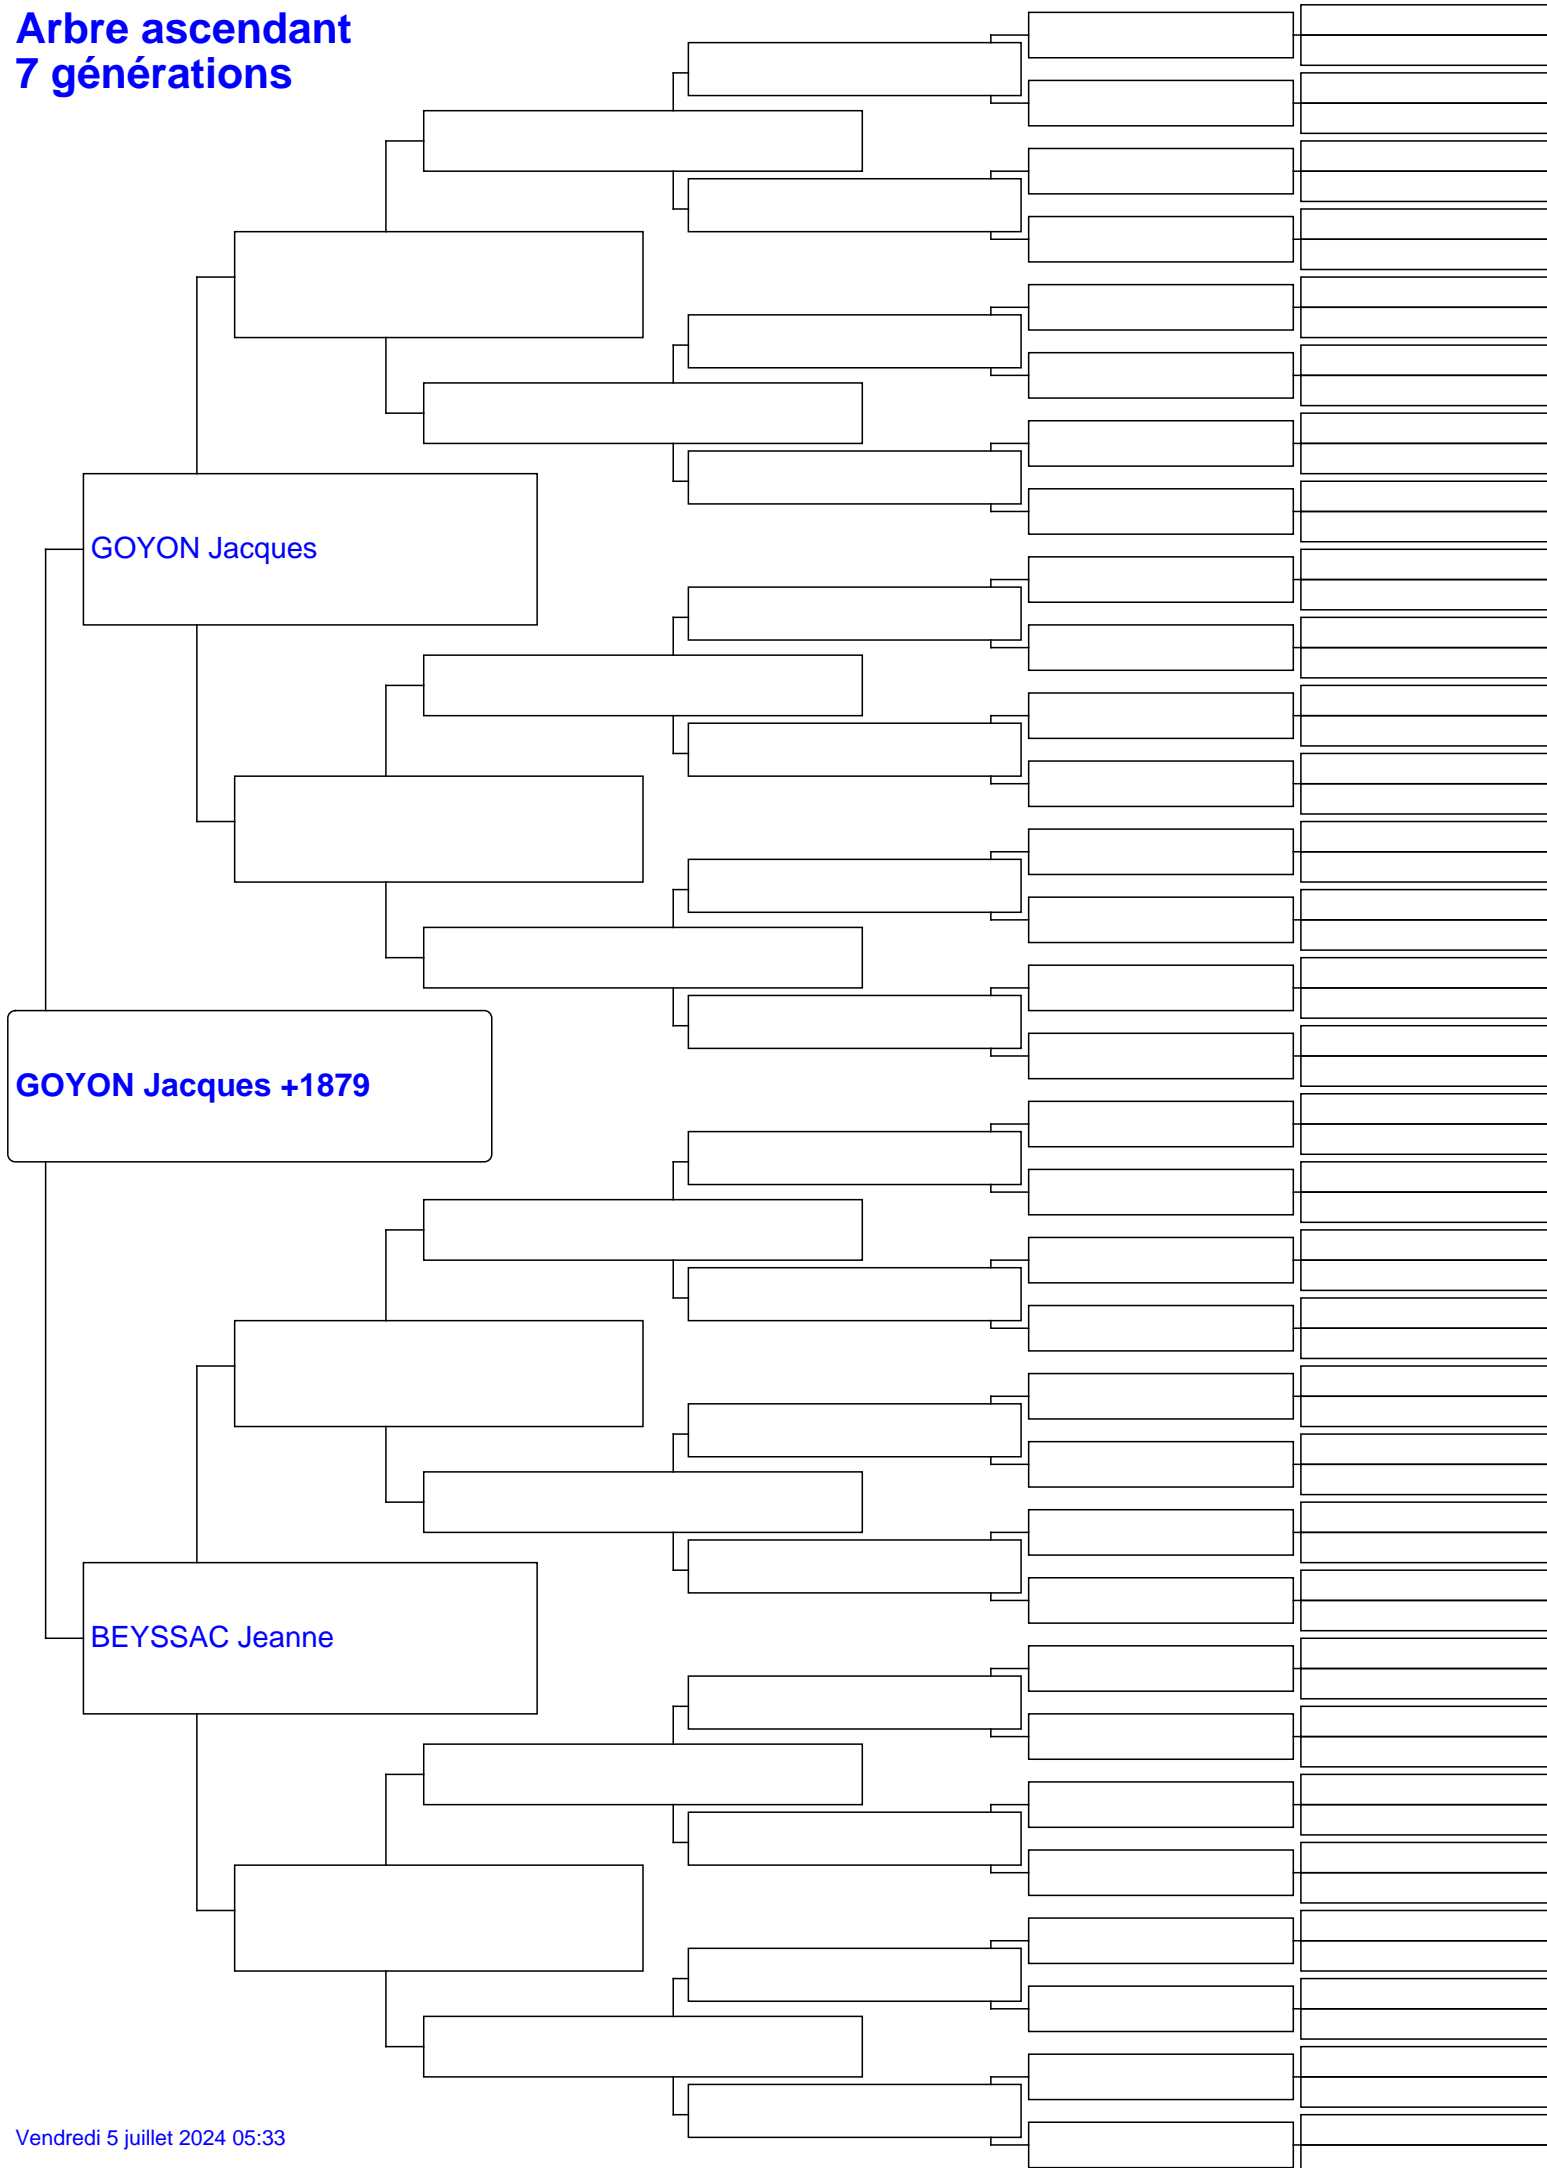 Arbre ascendant
7 générations
GOYON Jacques
GOYON Jacques +1879
BEYSSAC Jeanne
Vendredi 5 juillet 2024 05:33